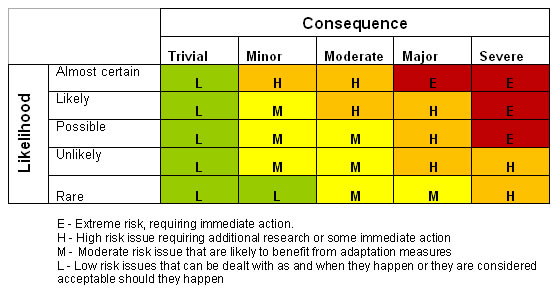 Consequence
Trivial Minor Moderate Major Severe
Likelihood
Almost certain L H H E E
Likely L M H H E
Possible L M M H E
Unlikely L M M H H
Rare L L M M H
E - Extreme risk, requiring immediate action.
H - High risk issue requiring additional research or some immediate action
M - Moderate risk issue that are likely to benefit from adaptation measures
L - Low risk issues that can be dealt with as and when they happen or they are considered
acceptable should they happen